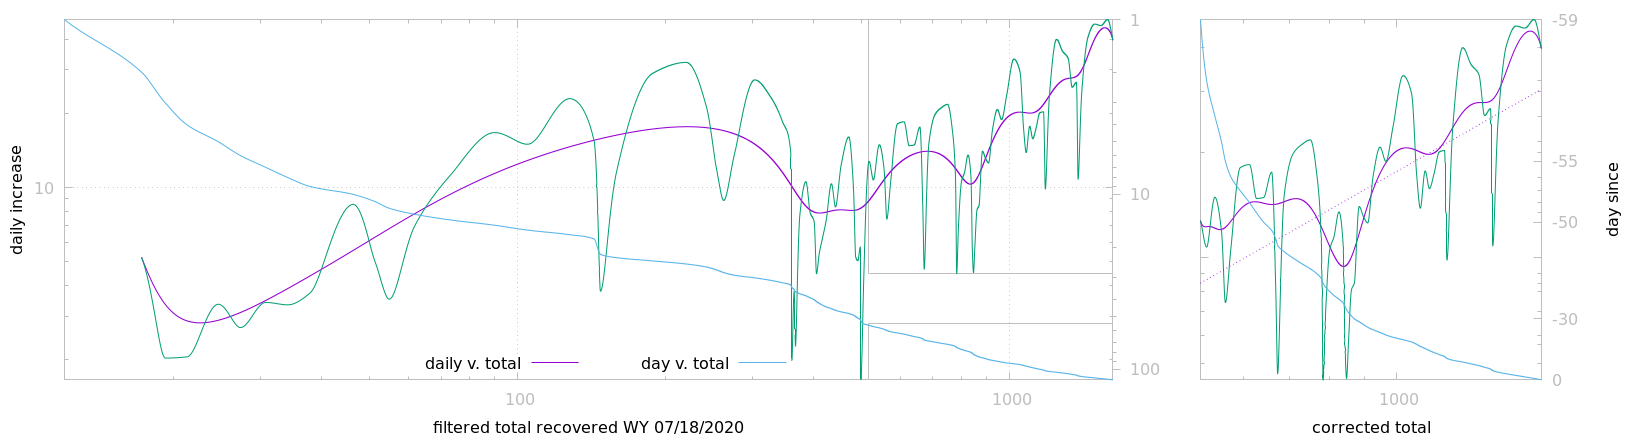 daily increase
10
daily v. total
day v. total
100
1000
filtered total recovered WY 07/18/2020
1
10
100
1000
corrected total
-59
-55
-50
-30
0
day since